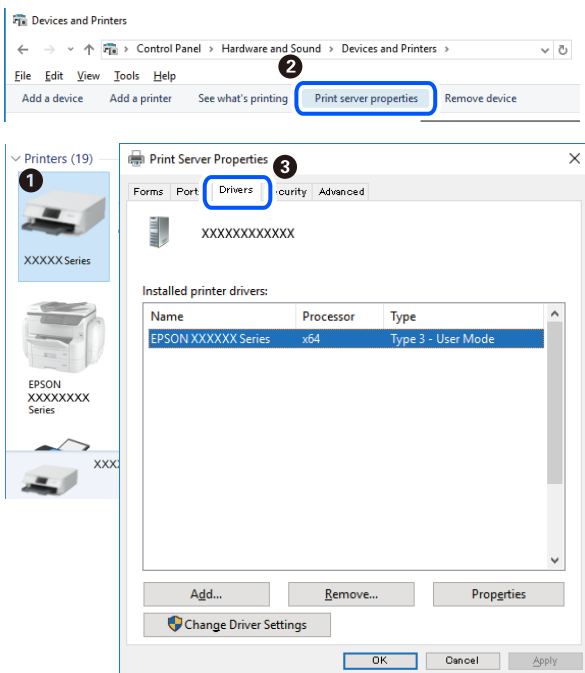 Devices and Printers
Control Panel > Hardware and Sound > Devices and Printers >
2
File Edit View Tools Help
Add a device Add a printer See what's printing Print server properties Remove device
Printers (19)
1
XXXXX Series
EPSON
XXXXXXXX
Series
XXX
Print Server Properties
3
Forms Port Drivers curity Advanced
XXXXXXXXXXXX
Installed printer drivers:
Name Processor Type
EPSON XXXXXX Series x64 Type 3 - User Mode
Add... Remove... Properties
Change Driver Settings
OK Cancel Apply